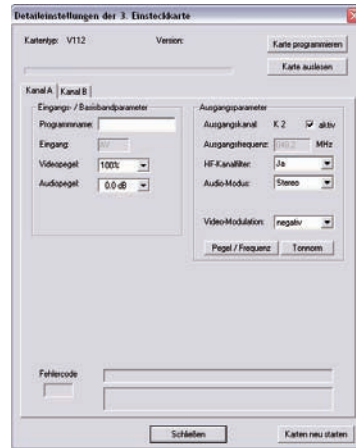 Detaileinstellungen der 3. Einsteckkarte
Kartentyp: V112
Version:
Karte programmieren
Karte auslesen
Kanal A
Kanal B
Eingangs- / Basisbandparameter
Programmname:
Eingang: AV
Videopegel: 100%
Audiopegel: 0.0 dB
Ausgangsparameter
Ausgangskanal: K 2 aktiv
Ausgangsfrequenz: MHz
HF-Kanalfilter: Ja
Audio-Modus: Stereo
Video-Modulation: negativ
Pegel / Frequenz
Tonnorm
Fehlercode
Schließen
Karten neu starten